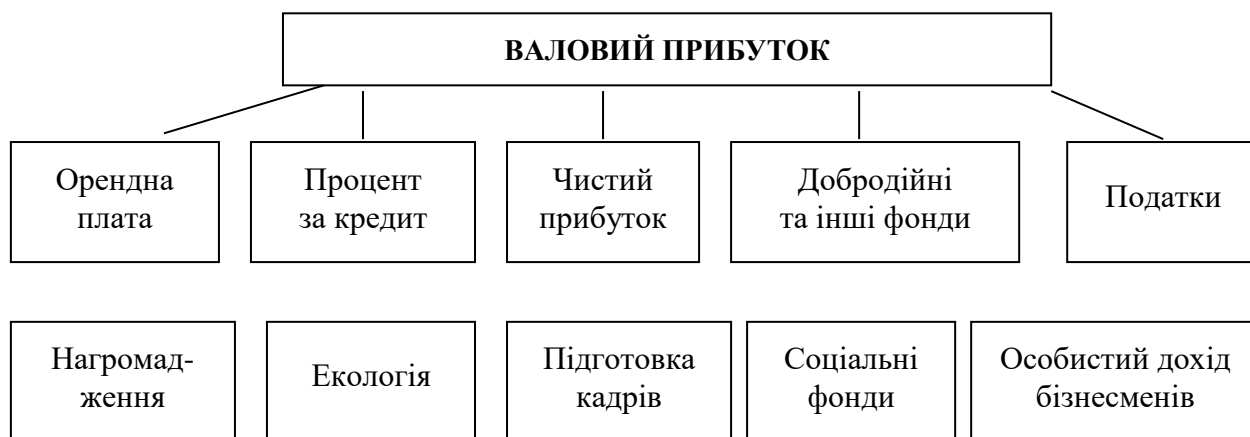 ВАЛОВИЙ ПРИБУТОК
Орендна
плата
Процент
за кредит
Чистий
прибуток
Добродійні
та інші фонди
Податки
Нагромад-
ження
Екологія
Підготовка
кадрів
Соціальні
фонди
Особистий дохід
бізнесменів